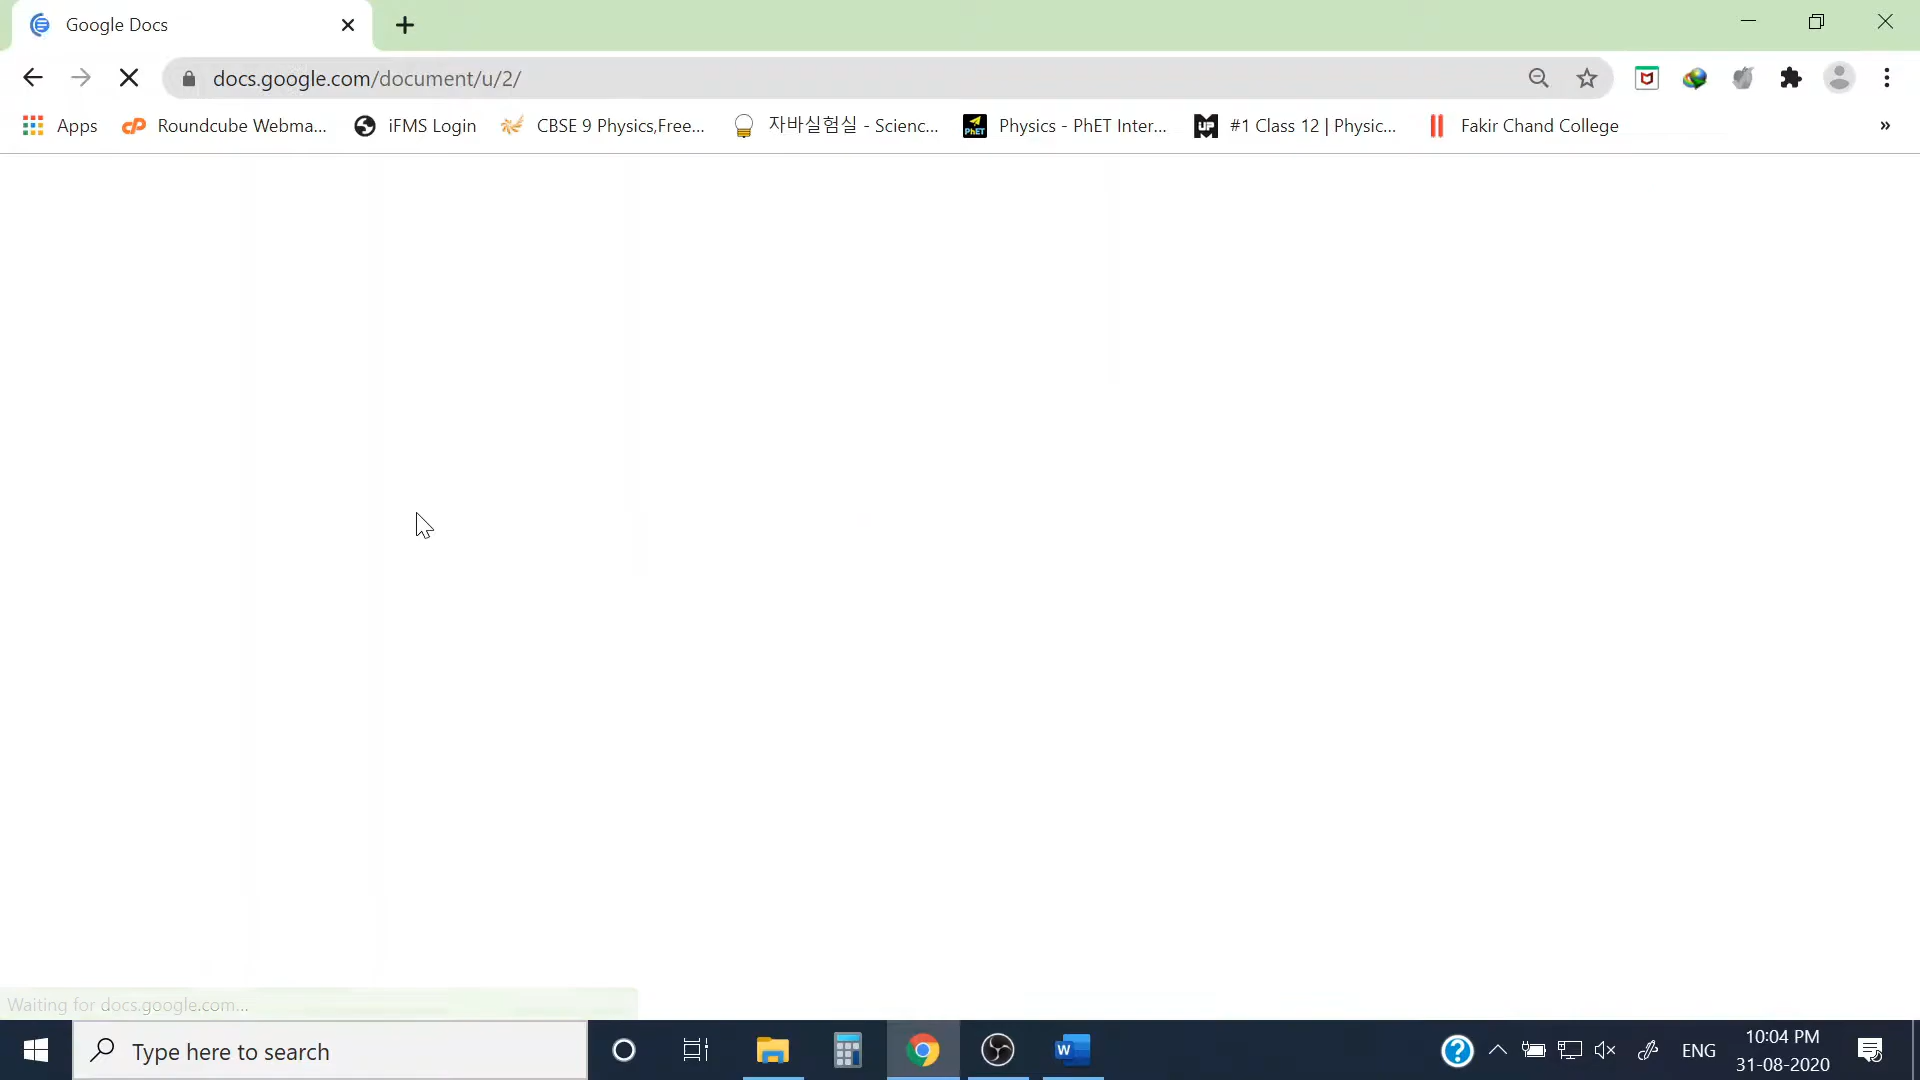 Google Docs
docs.google.com/document/u/2/
Apps
Roundcube Webma...
iFMS Login
CBSE 9 Physics,Free...
자바실험실 - Scienc...
PhET
Physics - PhET Inter...
UP
#1 Class 12 | Physic...
Fakir Chand College
»
Waiting for docs.google.com...
Type here to search
W
ENG
10:04 PM
31-08-2020